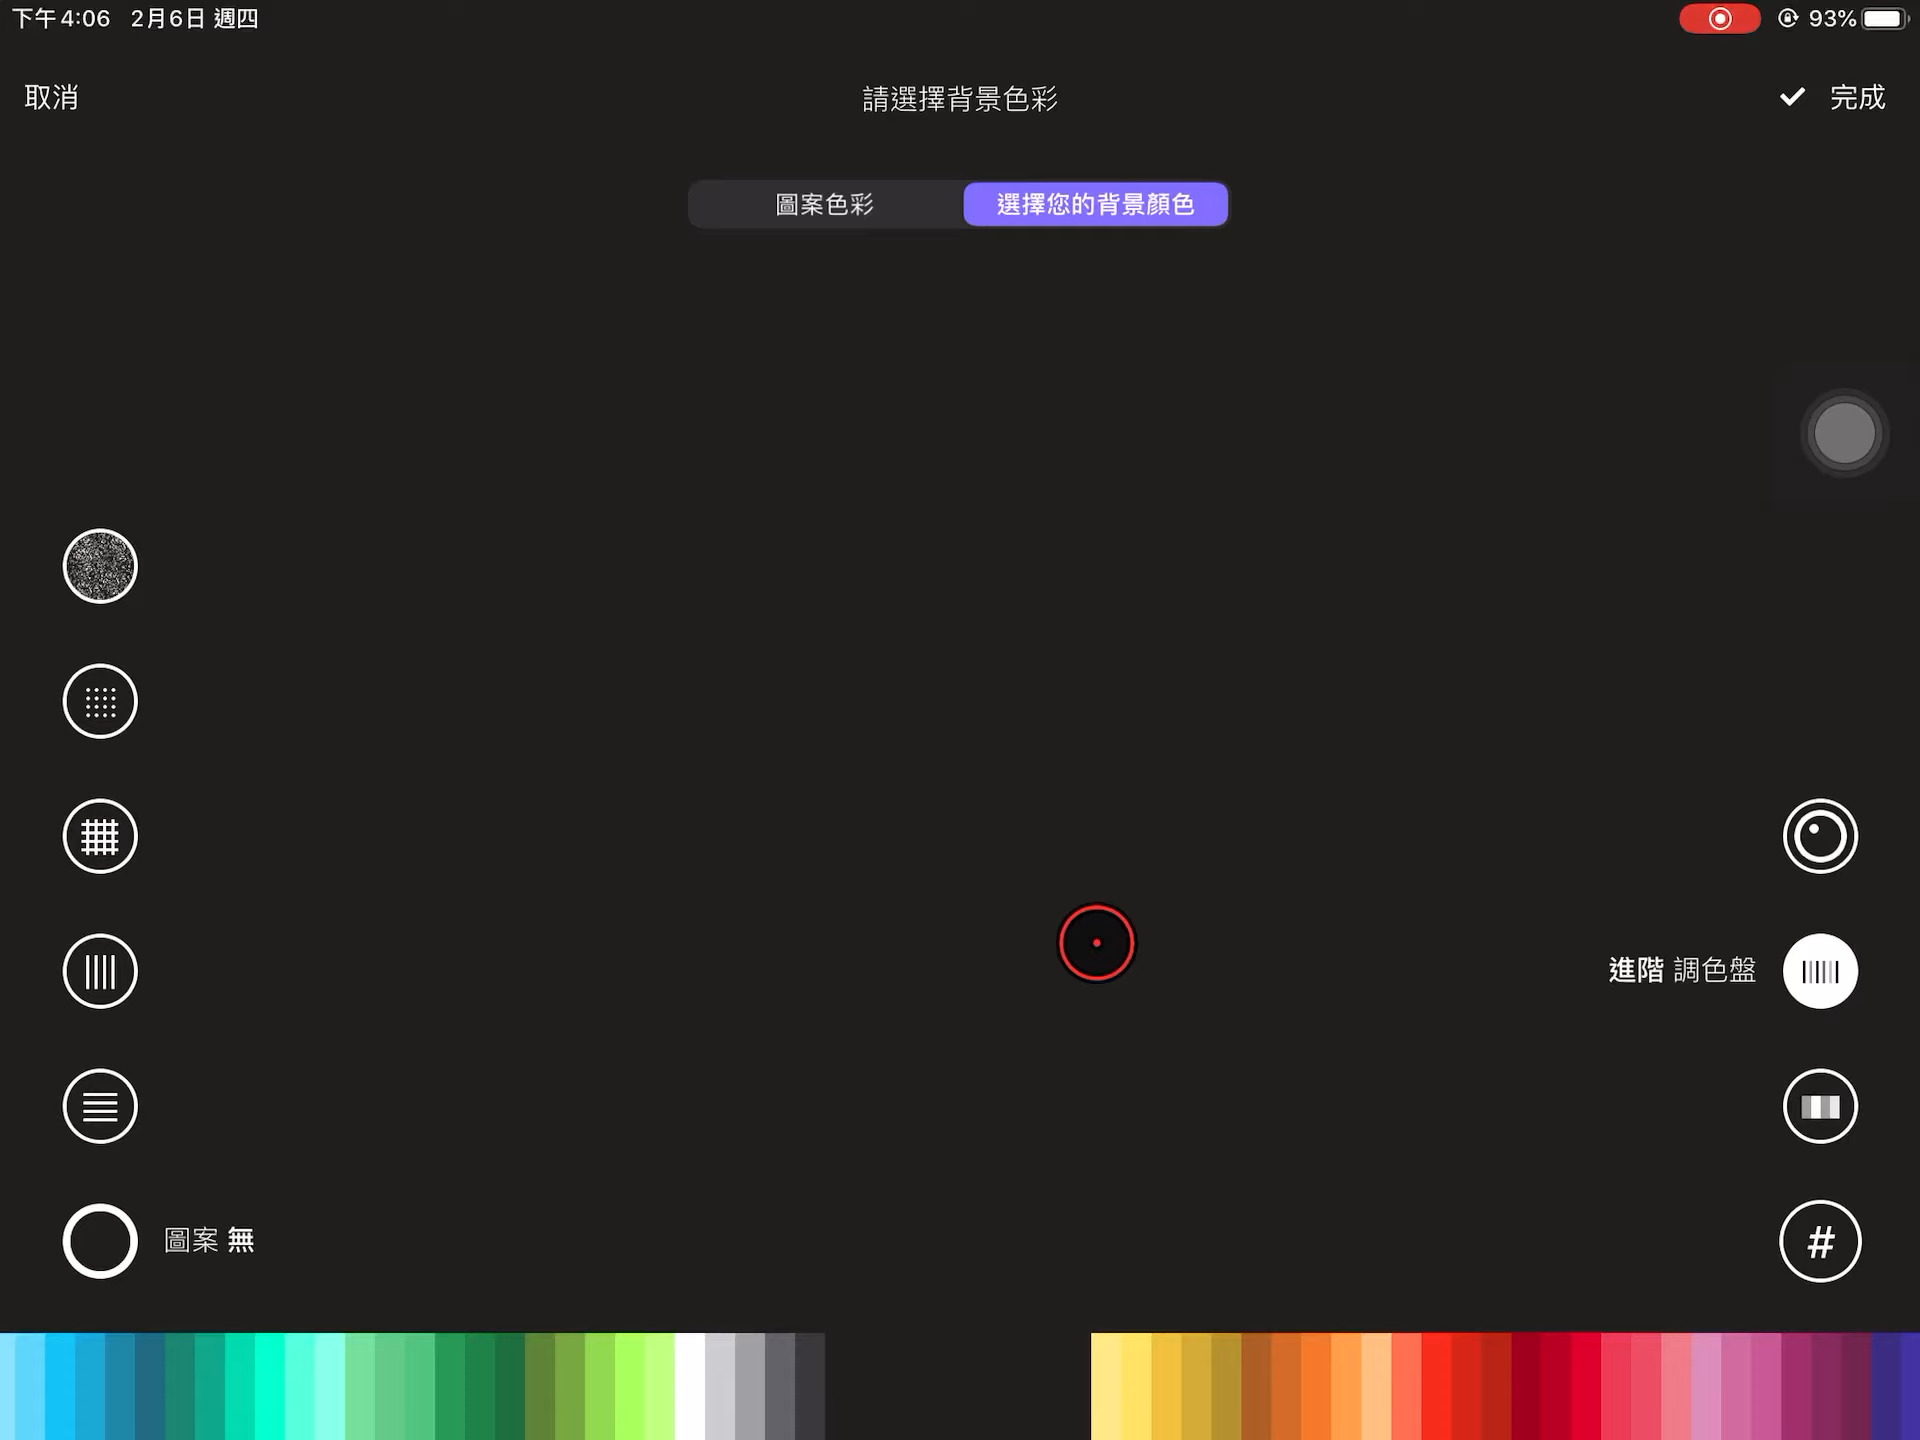 下午4:06 2月6日 週四
93%
取消
請選擇背景色彩
完成
圖案色彩
選擇您的背景顏色
進階 調色盤
圖案 無
#